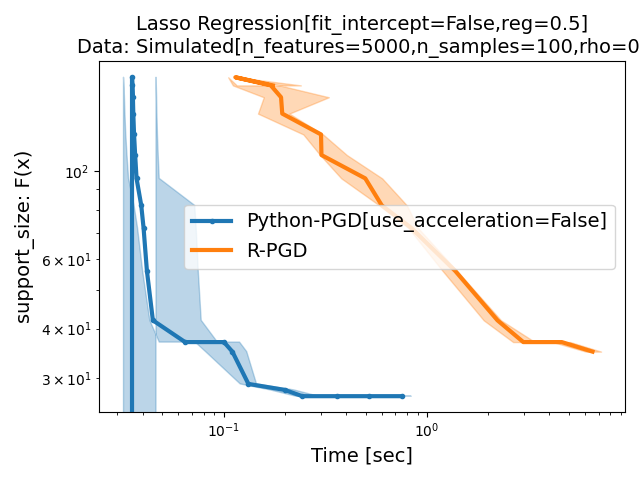 Lasso Regression[fit_intercept=False,reg=0.5]
Data: Simulated[n_features=5000,n_samples=100,rho=0
support_size: F(x)
10²
6 × 10¹
4 × 10¹
3 × 10¹
Python-PGD[use_acceleration=False]
R-PGD
10⁻¹
10⁰
Time [sec]